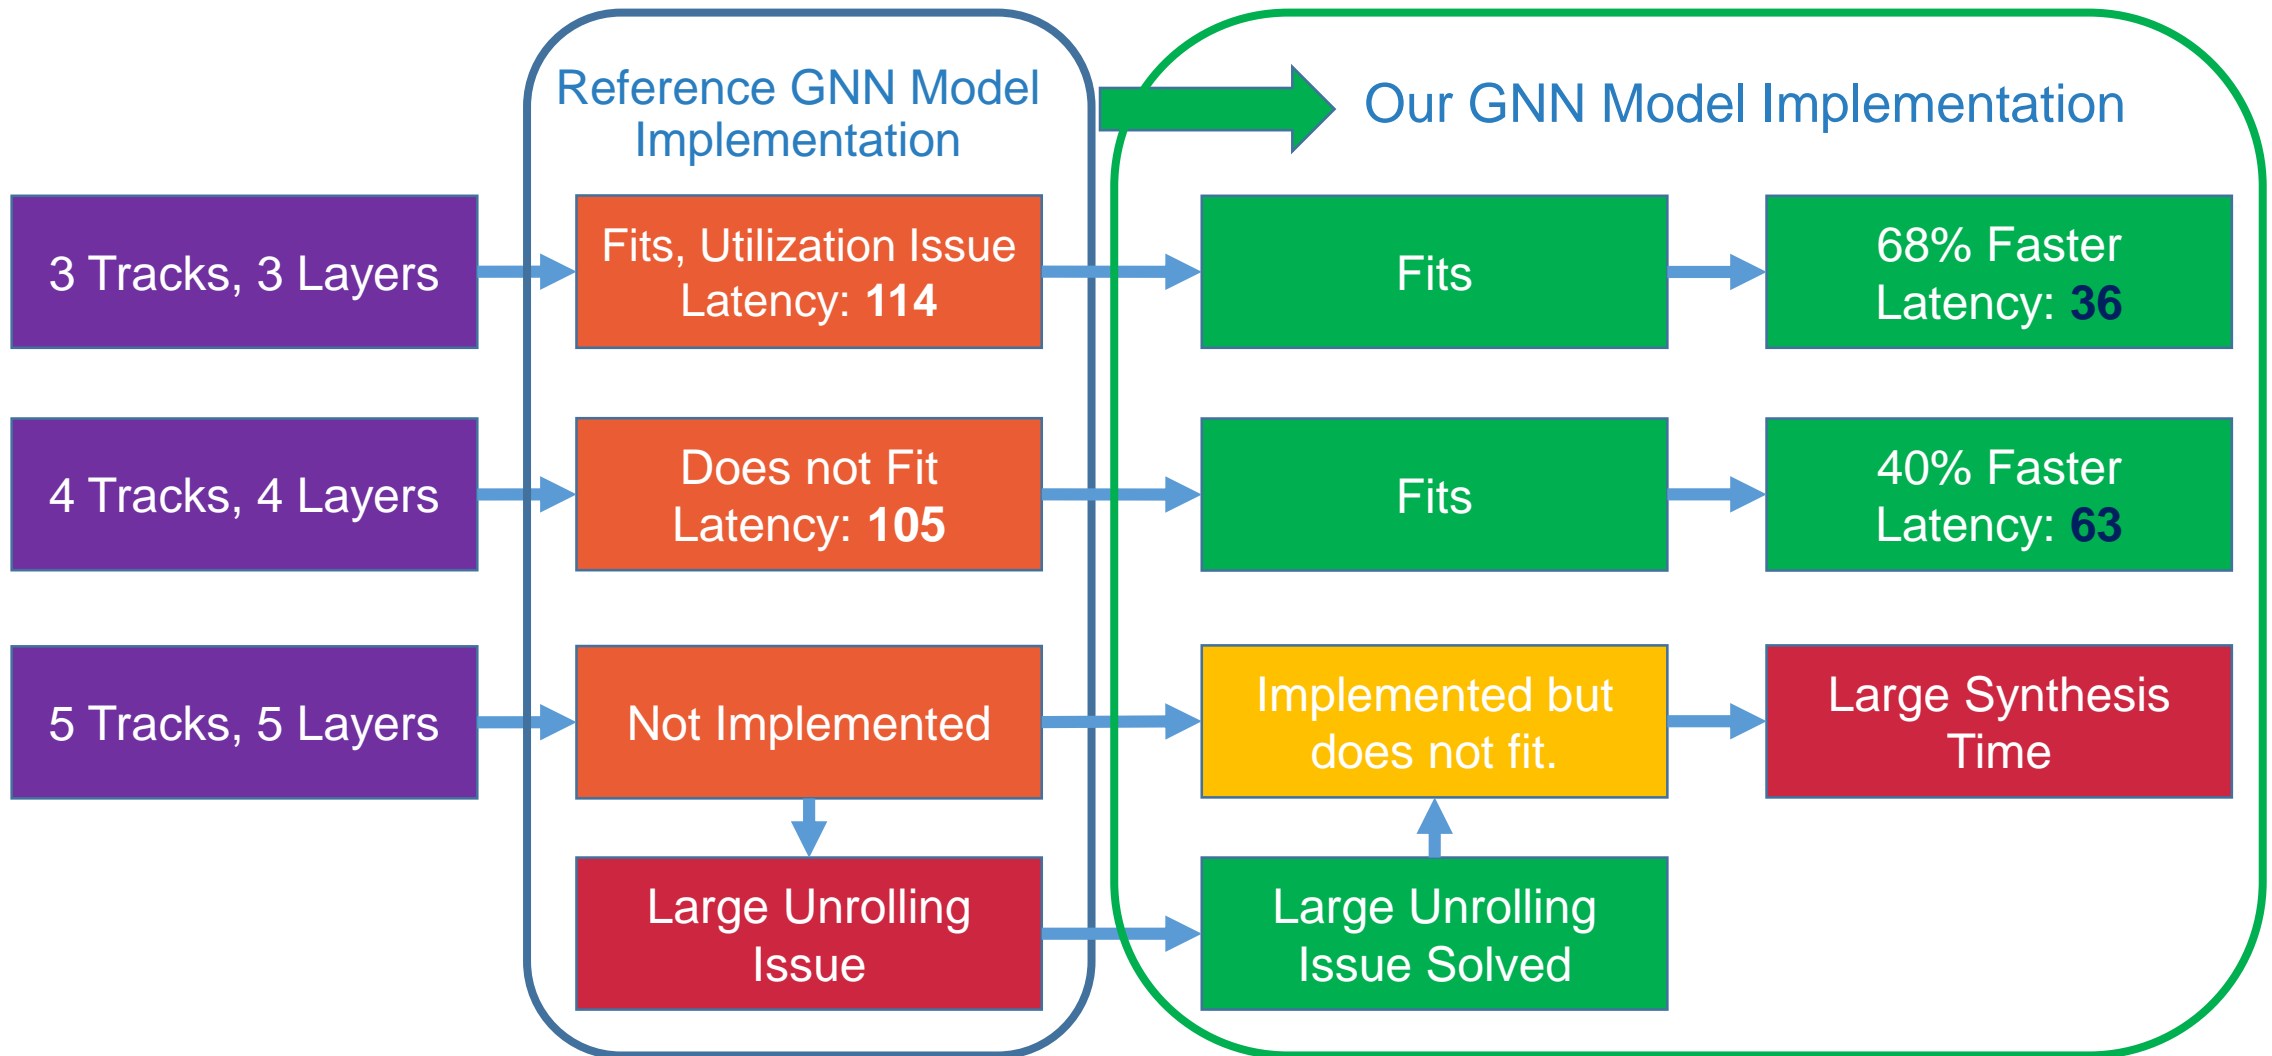 Reference GNN Model
Implementation
Our GNN Model Implementation
3 Tracks, 3 Layers
Fits, Utilization Issue
Latency: 114
Fits
68% Faster
Latency: 36
4 Tracks, 4 Layers
Does not Fit
Latency: 105
Fits
40% Faster
Latency: 63
5 Tracks, 5 Layers
Not Implemented
Implemented but
does not fit.
Large Synthesis
Time
Large Unrolling
Issue
Large Unrolling
Issue Solved